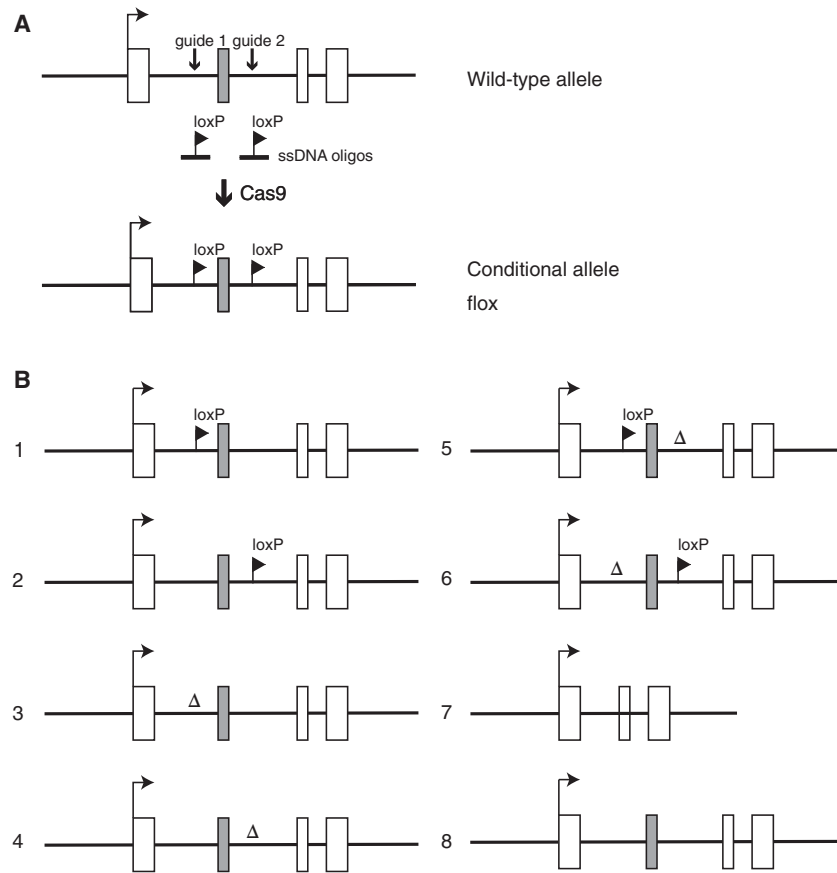 A
guide 1 guide 2
Wild-type allele
loxP loxP
ssDNA oligos
Cas9
loxP loxP
Conditional allele
flox
B
1 loxP
5 loxP Δ
2 loxP
6 Δ loxP
3 Δ
7
4 Δ
8